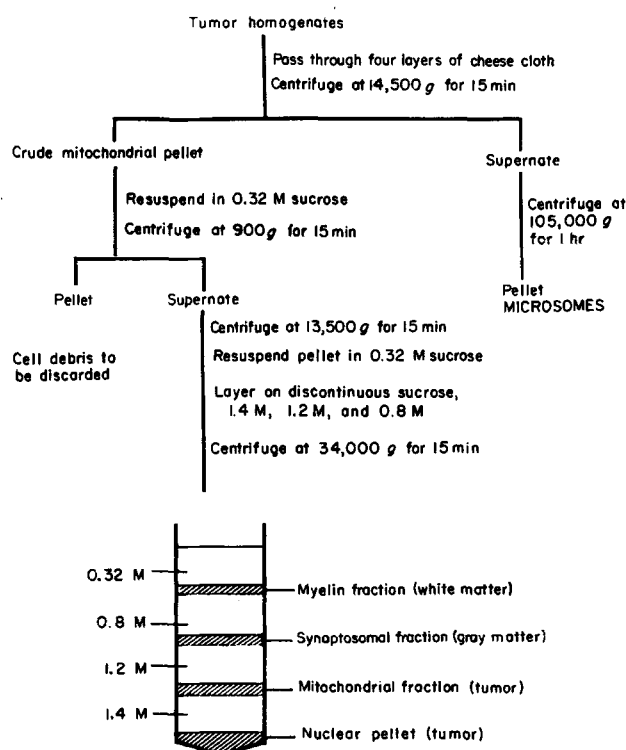 Tumor homogenates
Pass through four layers of cheese cloth
Centrifuge at 14,500 g for 15 min
Crude mitochondrial pellet
Supernate
Resuspend in 0.32 M sucrose
Centrifuge at 900g for 15 min
Centrifuge at
105,000 g
for 1 hr
Pellet
Supernate
Pellet
MICROSOMES
Cell debris to
be discarded
Centrifuge at 13,500 g for 15 min
Resuspend pellet in 0.32 M sucrose
Layer on discontinuous sucrose,
1.4 M, 1.2 M, and 0.8 M
Centrifuge at 34,000 g for 15 min
0.32 M
Myelin fraction (white matter)
0.8 M
Synaptosomal fraction (gray matter)
1.2 M
Mitochondrial fraction (tumor)
1.4 M
Nuclear pellet (tumor)